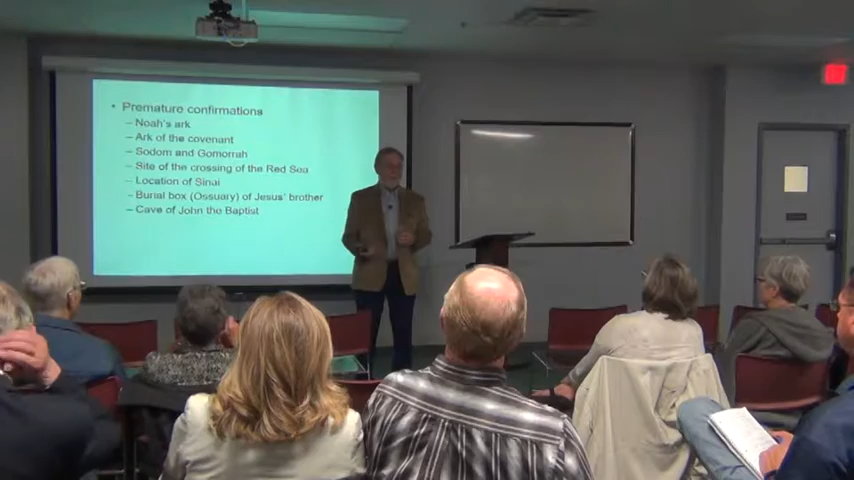 • Premature confirmations
– Noah's ark
– Ark of the covenant
– Sodom and Gomorrah
– Site of the crossing of the Red Sea
– Location of Sinai
– Burial box (Ossuary) of Jesus' brother
– Cave of John the Baptist